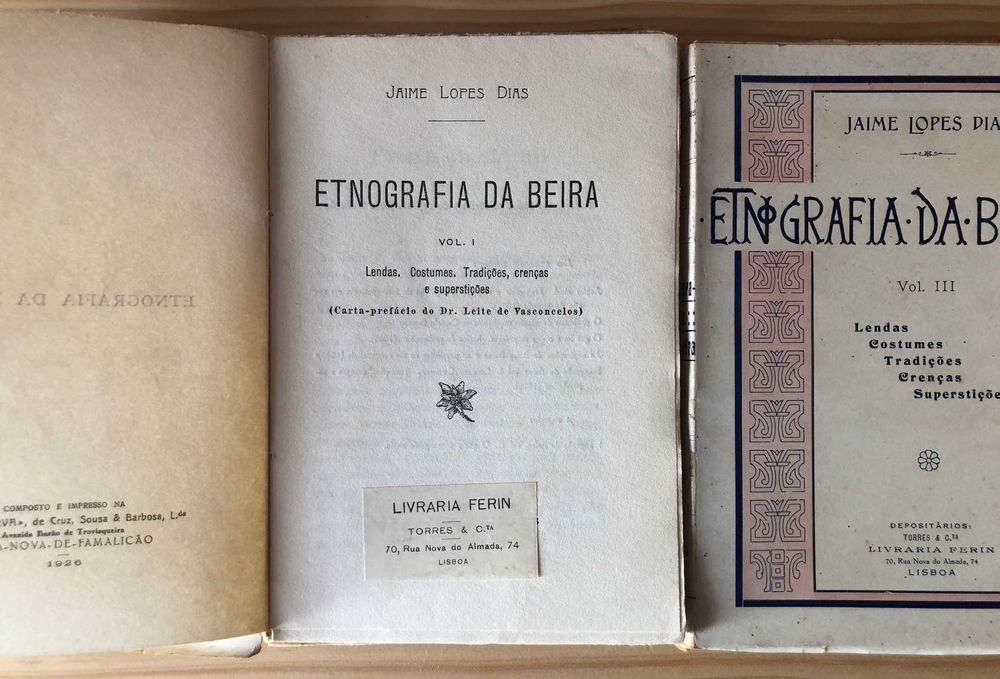 COMPOSTO E IMPRESSO NA
de Cruz, Sousa & Barbosa, L.da
Avenida Barão de Trovisqueira
-NOVA-DE-FAMALICÃO
1926
JAIME LOPES DIAS
ETNOGRAFIA DA BEIRA
VOL. I
Lendas. Costumes. Tradições, crenças
e superstições
(Carta-prefácio do Dr. Leite de Vasconcelos)
LIVRARIA FERIN
TORRES & C.TA
70, Rua Nova do Almada, 74
LISBOA
JAIME LOPES DIA
ETNOGRAFIA·DA·B
Vol. III
Lendas
Costumes
Tradições
Crenças
Superstiçõe
DEPOSITÁRIOS:
TORRES & C.TA
LIVRARIA FERIN
70, Rua Nova do Almada, 74
LISBOA